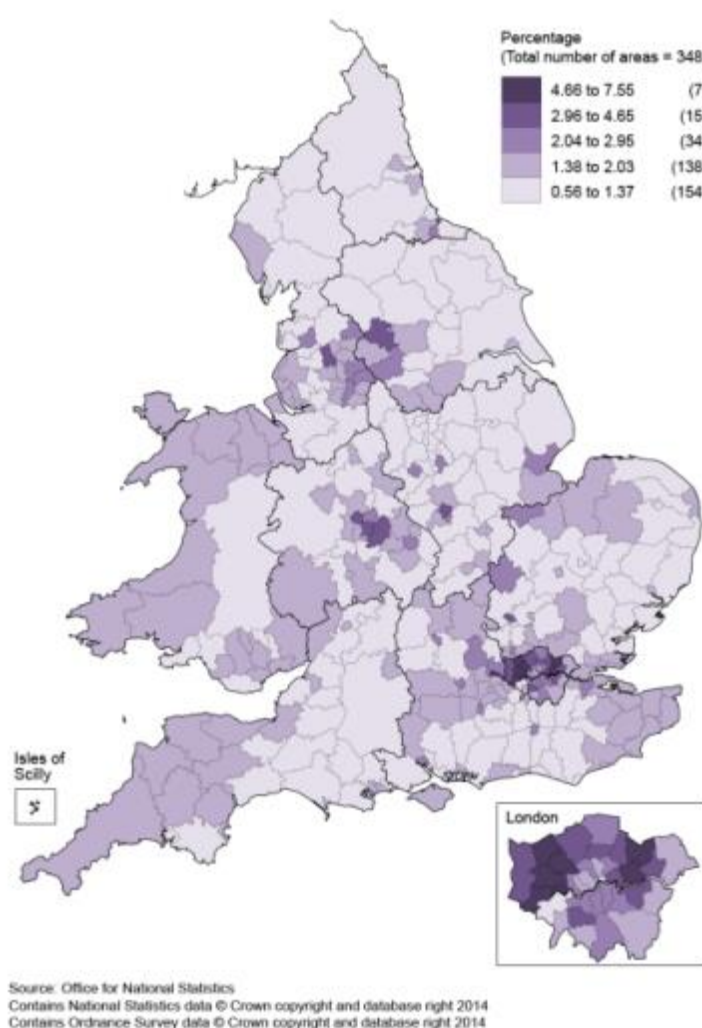 Percentage
(Total number of areas = 348
4.66 to 7.55 (7
2.96 to 4.65 (15
2.04 to 2.95 (34
1.38 to 2.03 (138
0.56 to 1.37 (154
Isles of
Scilly
London
Source: Office for National Statistics
Contains National Statistics data © Crown copyright and database right 2014
Contains Ordnance Survey data © Crown copyright and database right 2014